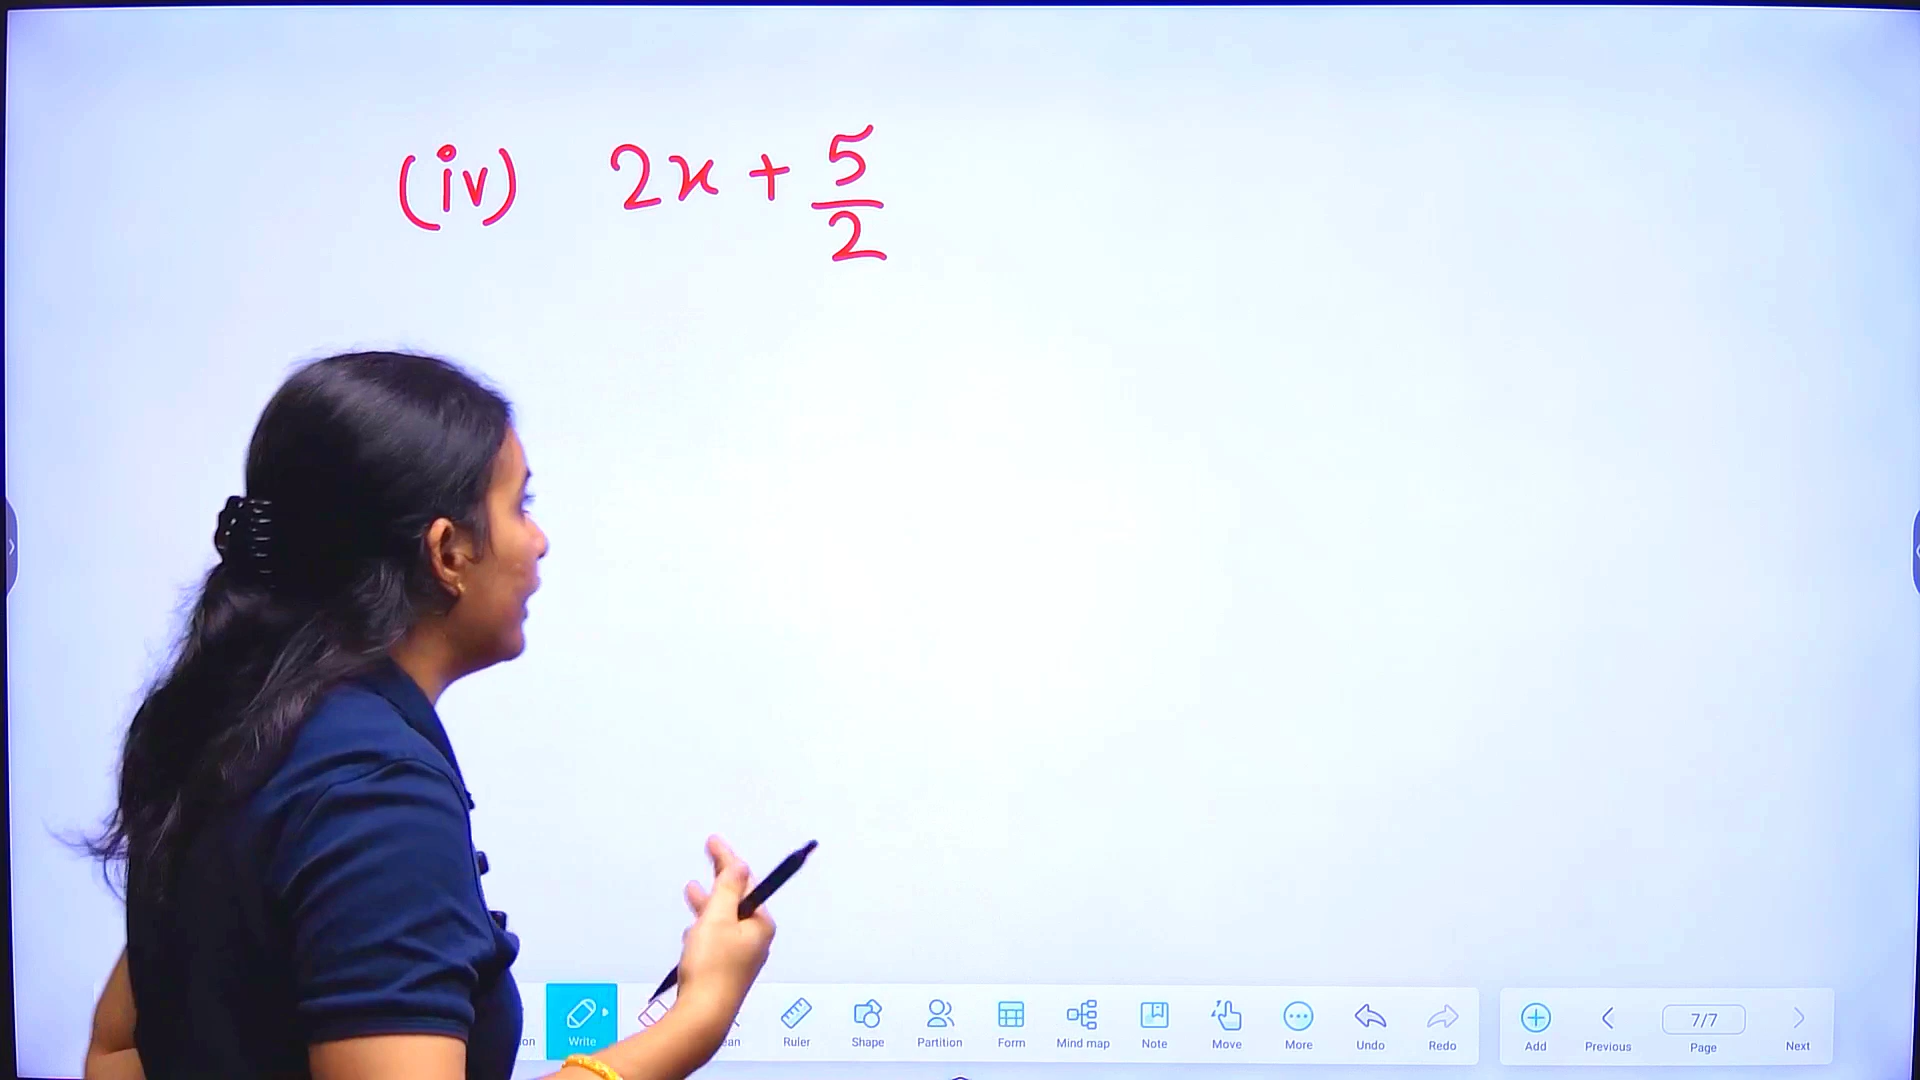 (iv) 2x + 5/2
Write Ruler Shape Partition Form Mind map Note Move More Undo Redo Add Previous 7/7 Page Next